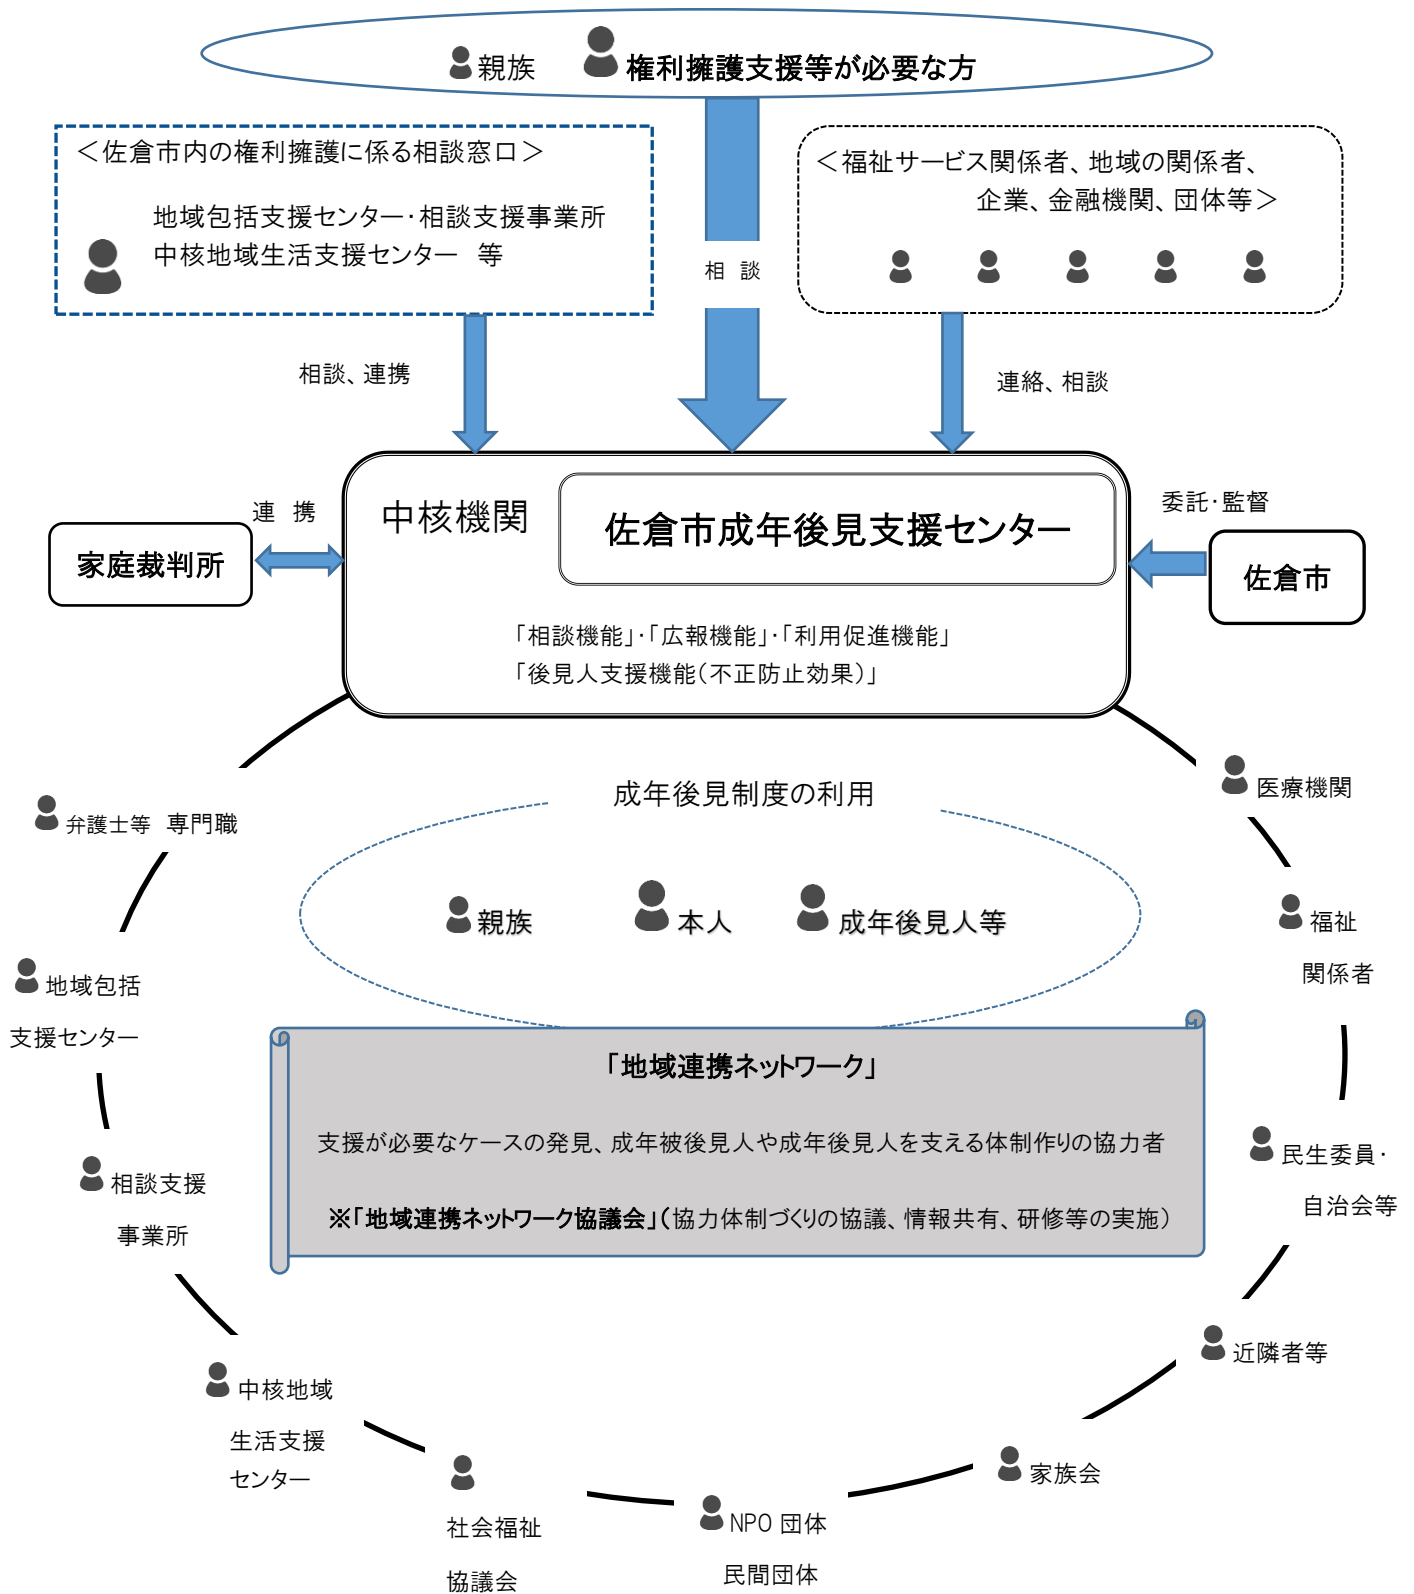 親族
権利擁護支援等が必要な方
＜佐倉市内の権利擁護に係る相談窓口＞
地域包括支援センター・相談支援事業所
中核地域生活支援センター　等
＜福祉サービス関係者、地域の関係者、
企業、金融機関、団体等＞
相　談
相談、連携
連絡、相談
中核機関
佐倉市成年後見支援センター
「相談機能」・「広報機能」・「利用促進機能」
「後見人支援機能（不正防止効果）」
連　携
家庭裁判所
委託・監督
佐倉市
成年後見制度の利用
親族
本人
成年後見人等
「地域連携ネットワーク」
支援が必要なケースの発見、成年被後見人や成年後見人を支える体制作りの協力者
※「地域連携ネットワーク協議会」（協力体制づくりの協議、情報共有、研修等の実施）
弁護士等　専門職
地域包括
支援センター
相談支援
事業所
中核地域
生活支援
センター
社会福祉
協議会
NPO 団体
民間団体
家族会
近隣者等
民生委員・
自治会等
福祉
関係者
医療機関